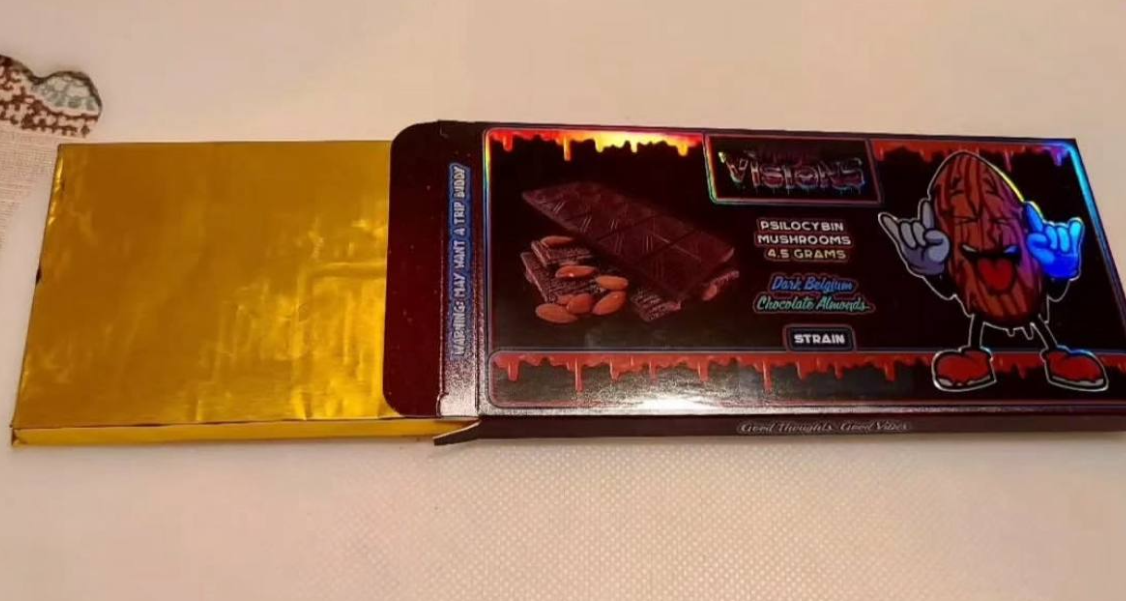 VISIONS
PSILOCYBIN
MUSHROOMS
4.5 GRAMS
Dark Belgium
Chocolate Almonds
STRAIN
WARNING: MAY WANT A TRIP BUDDY
Good Thoughts Good Vibes